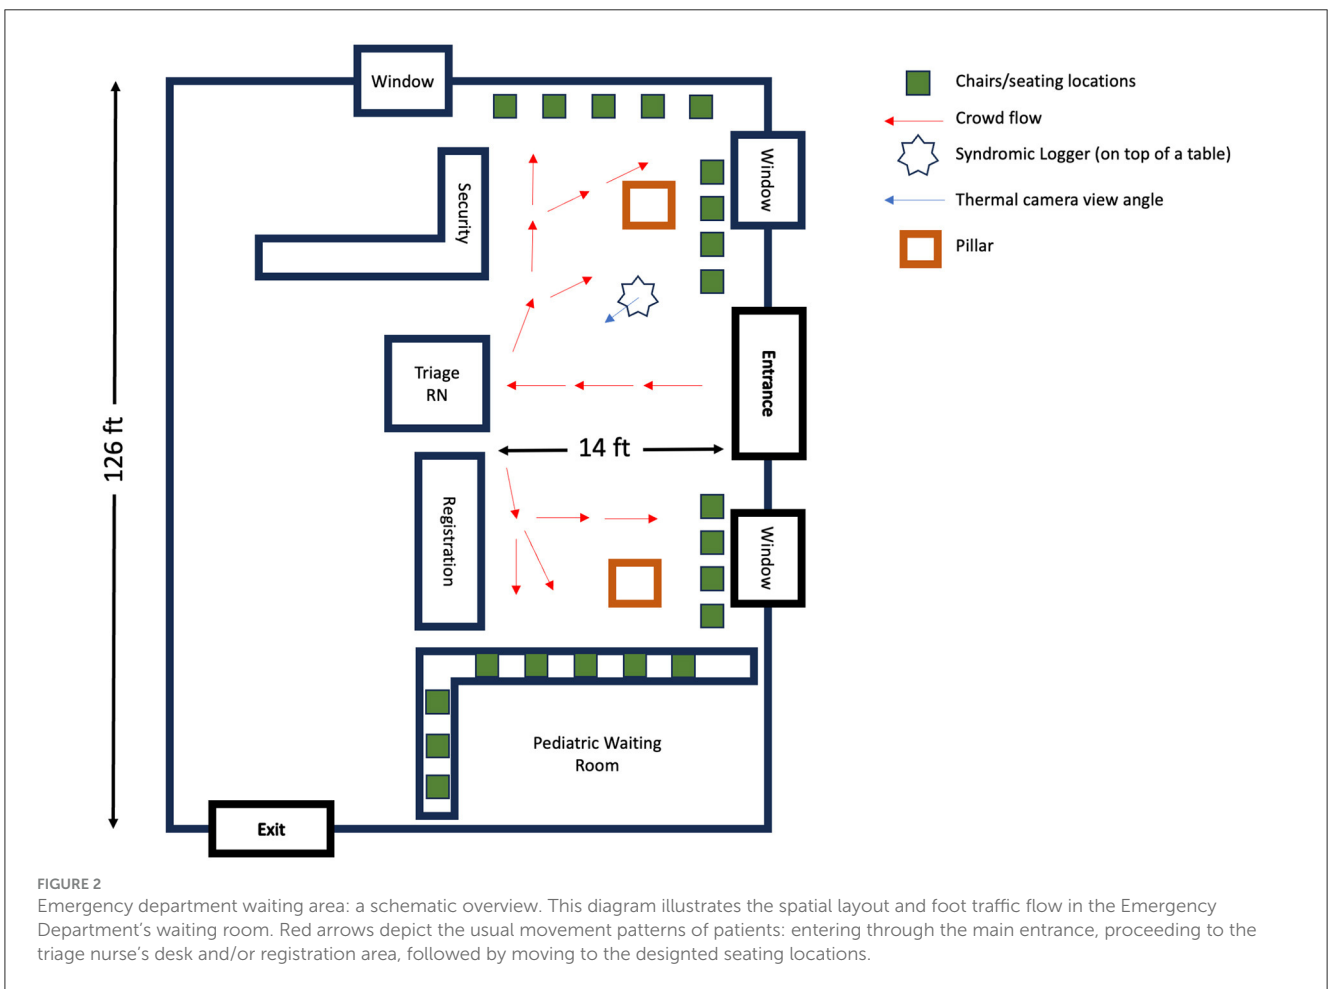 Window
Chairs/seating locations
Crowd flow
Syndromic Logger (on top of a table)
Thermal camera view angle
Pillar
Window
Security
Triage
RN
Entrance
126 ft
14 ft
Registration
Window
Pediatric Waiting
Room
Exit
FIGURE 2
Emergency department waiting area: a schematic overview. This diagram illustrates the spatial layout and foot traffic flow in the Emergency
Department's waiting room. Red arrows depict the usual movement patterns of patients: entering through the main entrance, proceeding to the
triage nurse's desk and/or registration area, followed by moving to the designted seating locations.